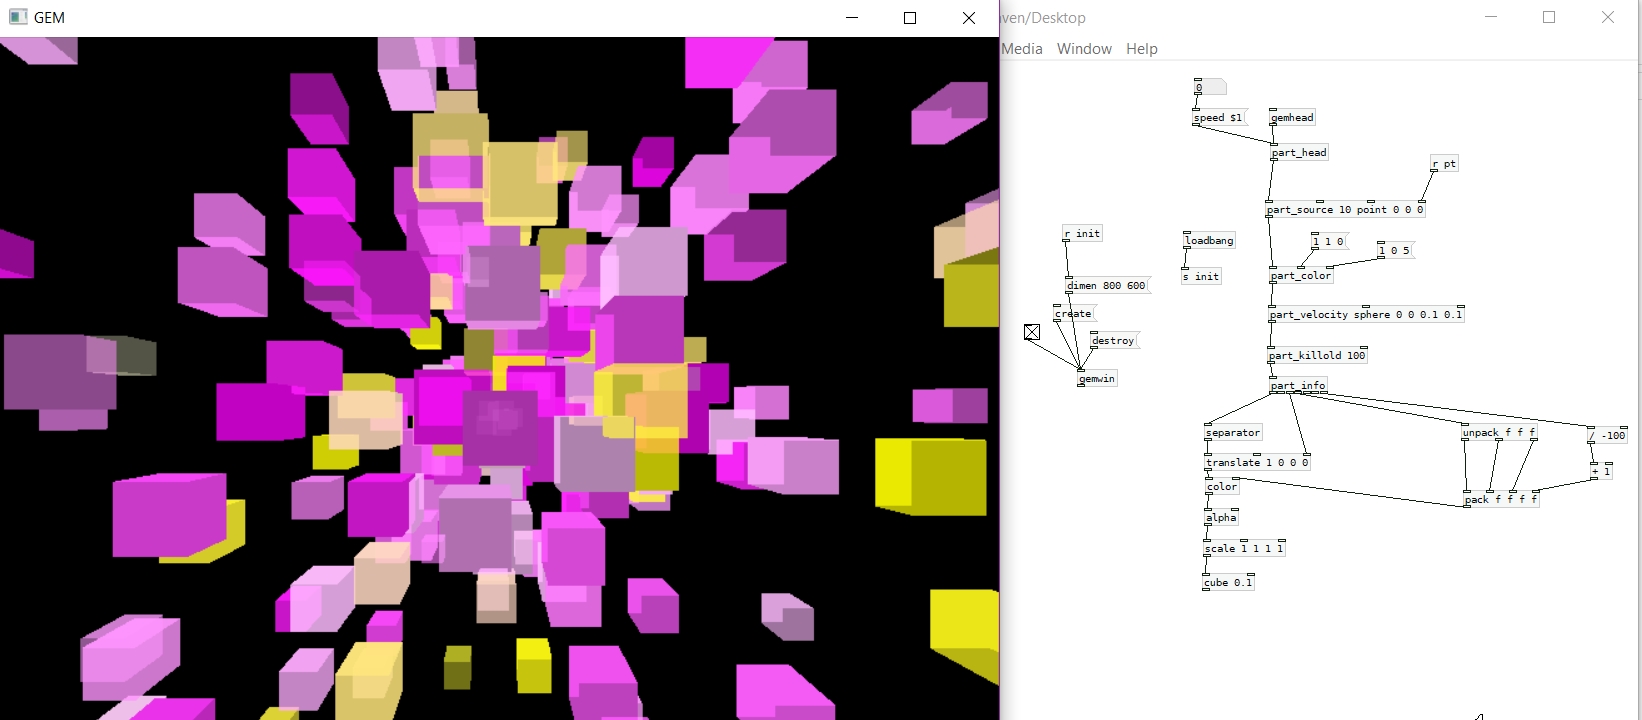 GEM
ven/Desktop
Media Window Help
0
speed $1
gemhead
part_head
r pt
part_source 10 point 0 0 0
r init
loadbang
1 1 0
1 0 5
s init
part_color
dimen 800 600
create
part_velocity sphere 0 0 0.1 0.1
destroy
part_killold 100
gemwin
part_info
separator
unpack f f f
/ -100
translate 1 0 0 0
+ 1
color
pack f f f f
alpha
scale 1 1 1 1
cube 0.1